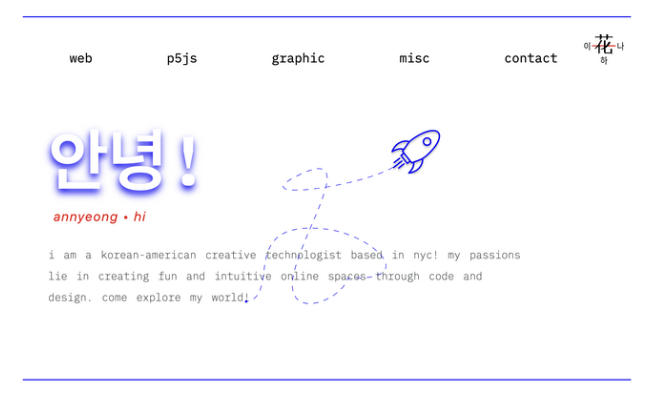 web p5js graphic misc contact
이 花 나
하
안녕!
annyeong • hi
i am a korean-american creative technologist based in nyc! my passions
lie in creating fun and intuitive online spaces through code and
design. come explore my world!